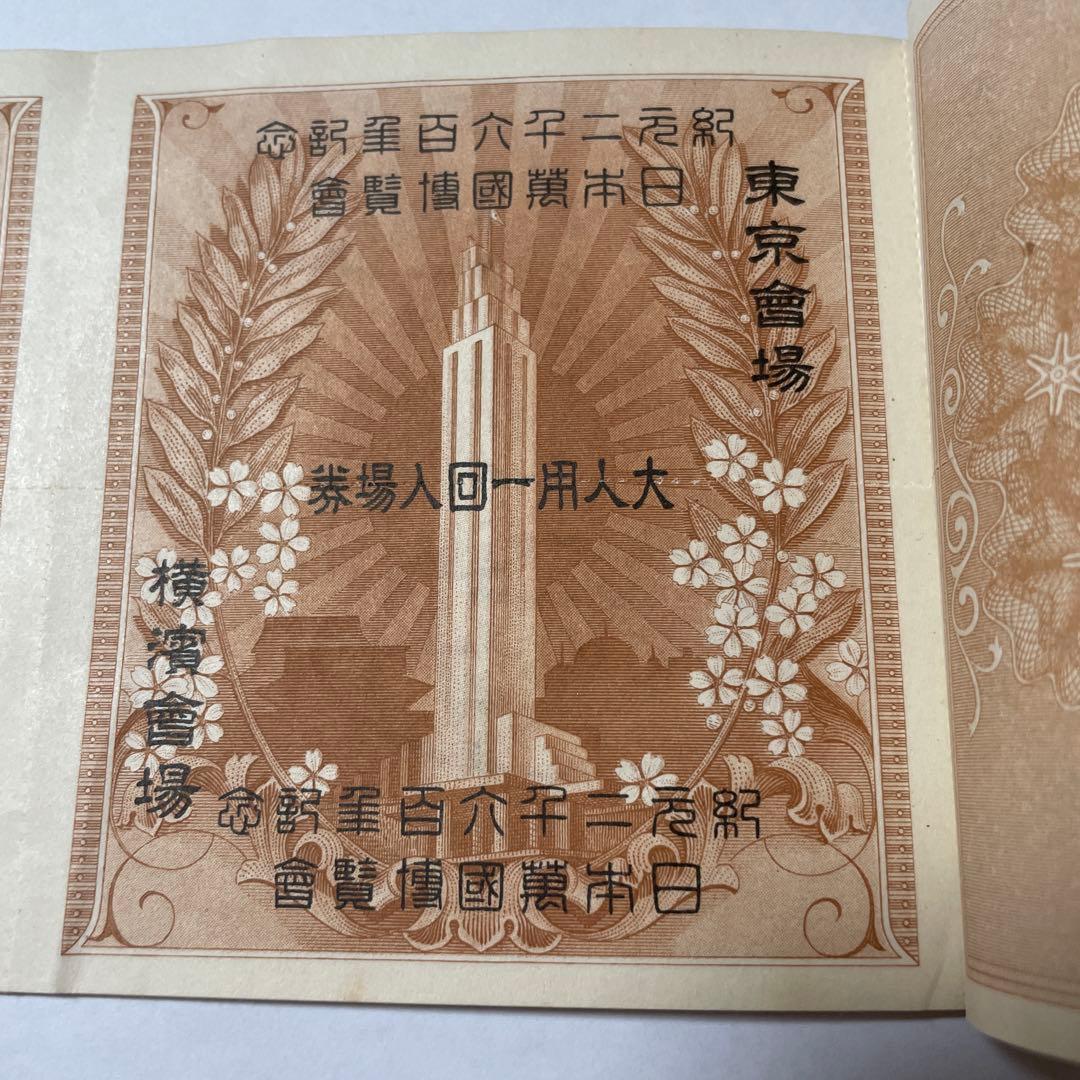 紀元二千六百年記念
日本萬國博覽會
東京會場
大人用一回入場券
橫濱會場
紀元二千六百年記念
日本萬國博覽會